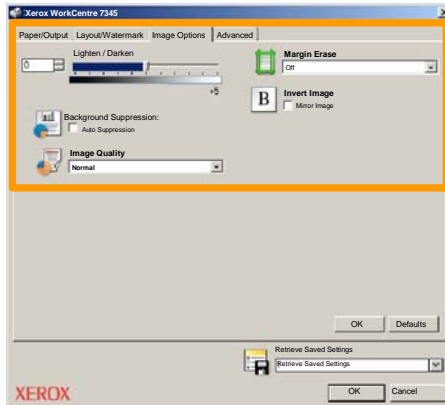 Xerox WorkCentre 7345
Paper/Output Layout/Watermark Image Options Advanced
Lighten / Darken
0
+5
Background Suppression:
Auto Suppression
Image Quality
Normal
Margin Erase
Off
B
Invert Image
Mirror Image
OK Defaults
Retrieve Saved Settings
Retrieve Saved Settings
XEROX
OK Cancel